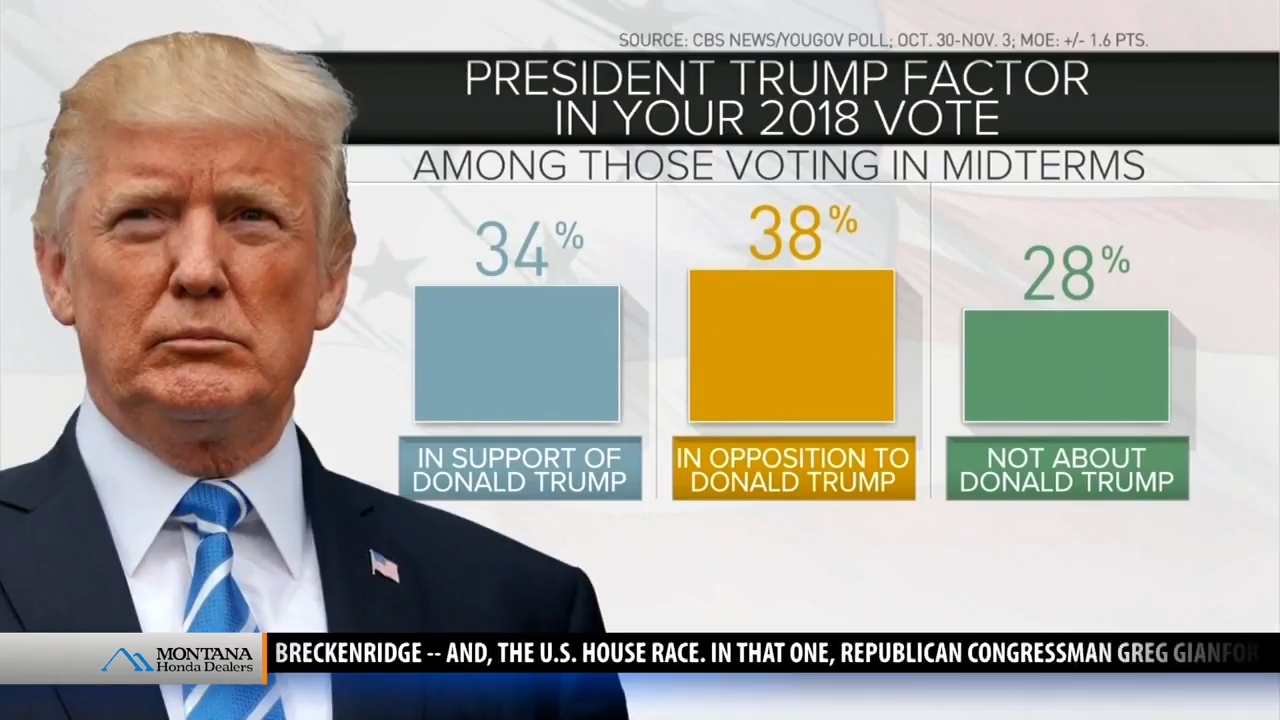 SOURCE: CBS NEWS/YOUGOV POLL; OCT. 30-NOV. 3; MOE: +/- 1.6 PTS.
PRESIDENT TRUMP FACTOR
IN YOUR 2018 VOTE
AMONG THOSE VOTING IN MIDTERMS
34%
38%
28%
IN SUPPORT OF
DONALD TRUMP
IN OPPOSITION TO
DONALD TRUMP
NOT ABOUT
DONALD TRUMP
MONTANA
Honda Dealers
BRECKENRIDGE -- AND, THE U.S. HOUSE RACE. IN THAT ONE, REPUBLICAN CONGRESSMAN GREG GIANFOR